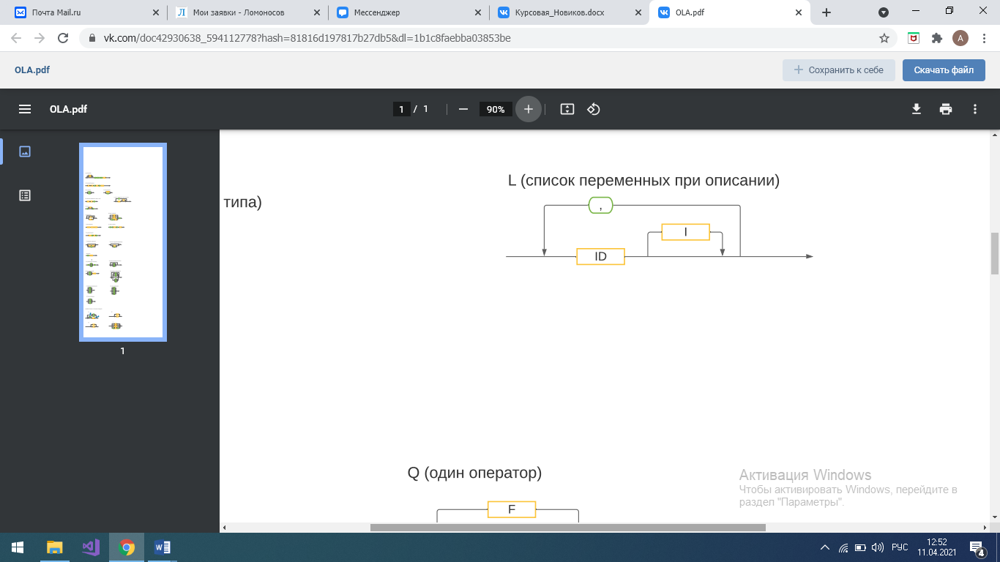 Почта Mail.ru
Мои заявки - Ломоносов
Мессенджер
Курсовая_Новиков.docx
OLA.pdf
vk.com/doc42930638_594112778?hash=81816d197817b27db5&dl=1b1c8faebba03853be
A
OLA.pdf
Сохранить к себе
Скачать файл
OLA.pdf
1 / 1
90%
1
типа)
L (список переменных при описании)
,
I
ID
Q (один оператор)
F
Активация Windows
Чтобы активировать Windows, перейдите в
раздел "Параметры".
РУС
12:52
11.04.2021
4